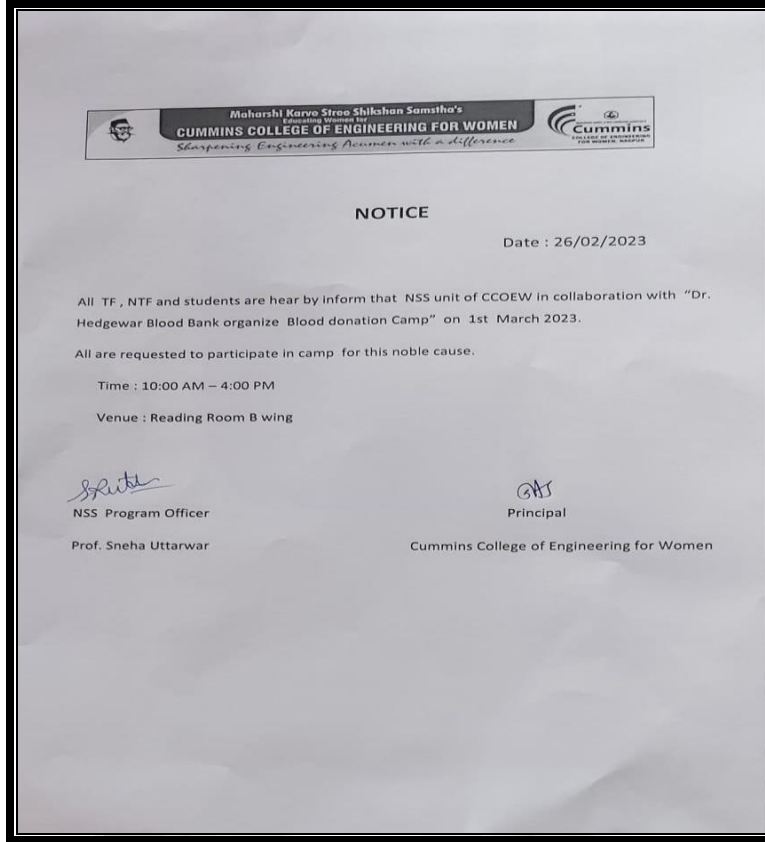 Maharshi Karve Stree Shikshan Samstha's
Educating Women for
CUMMINS COLLEGE OF ENGINEERING FOR WOMEN
Sharpening Engineering Acumen with a difference
Cummins
COLLEGE OF ENGINEERING
FOR WOMEN, NAGPUR
NOTICE
Date : 26/02/2023
All TF , NTF and students are hear by inform that NSS unit of CCOEW in collaboration with “Dr.
Hedgewar Blood Bank organize Blood donation Camp” on 1st March 2023.
All are requested to participate in camp for this noble cause.
Time : 10:00 AM – 4:00 PM
Venue : Reading Room B wing
NSS Program Officer
Principal
Prof. Sneha Uttarwar
Cummins College of Engineering for Women